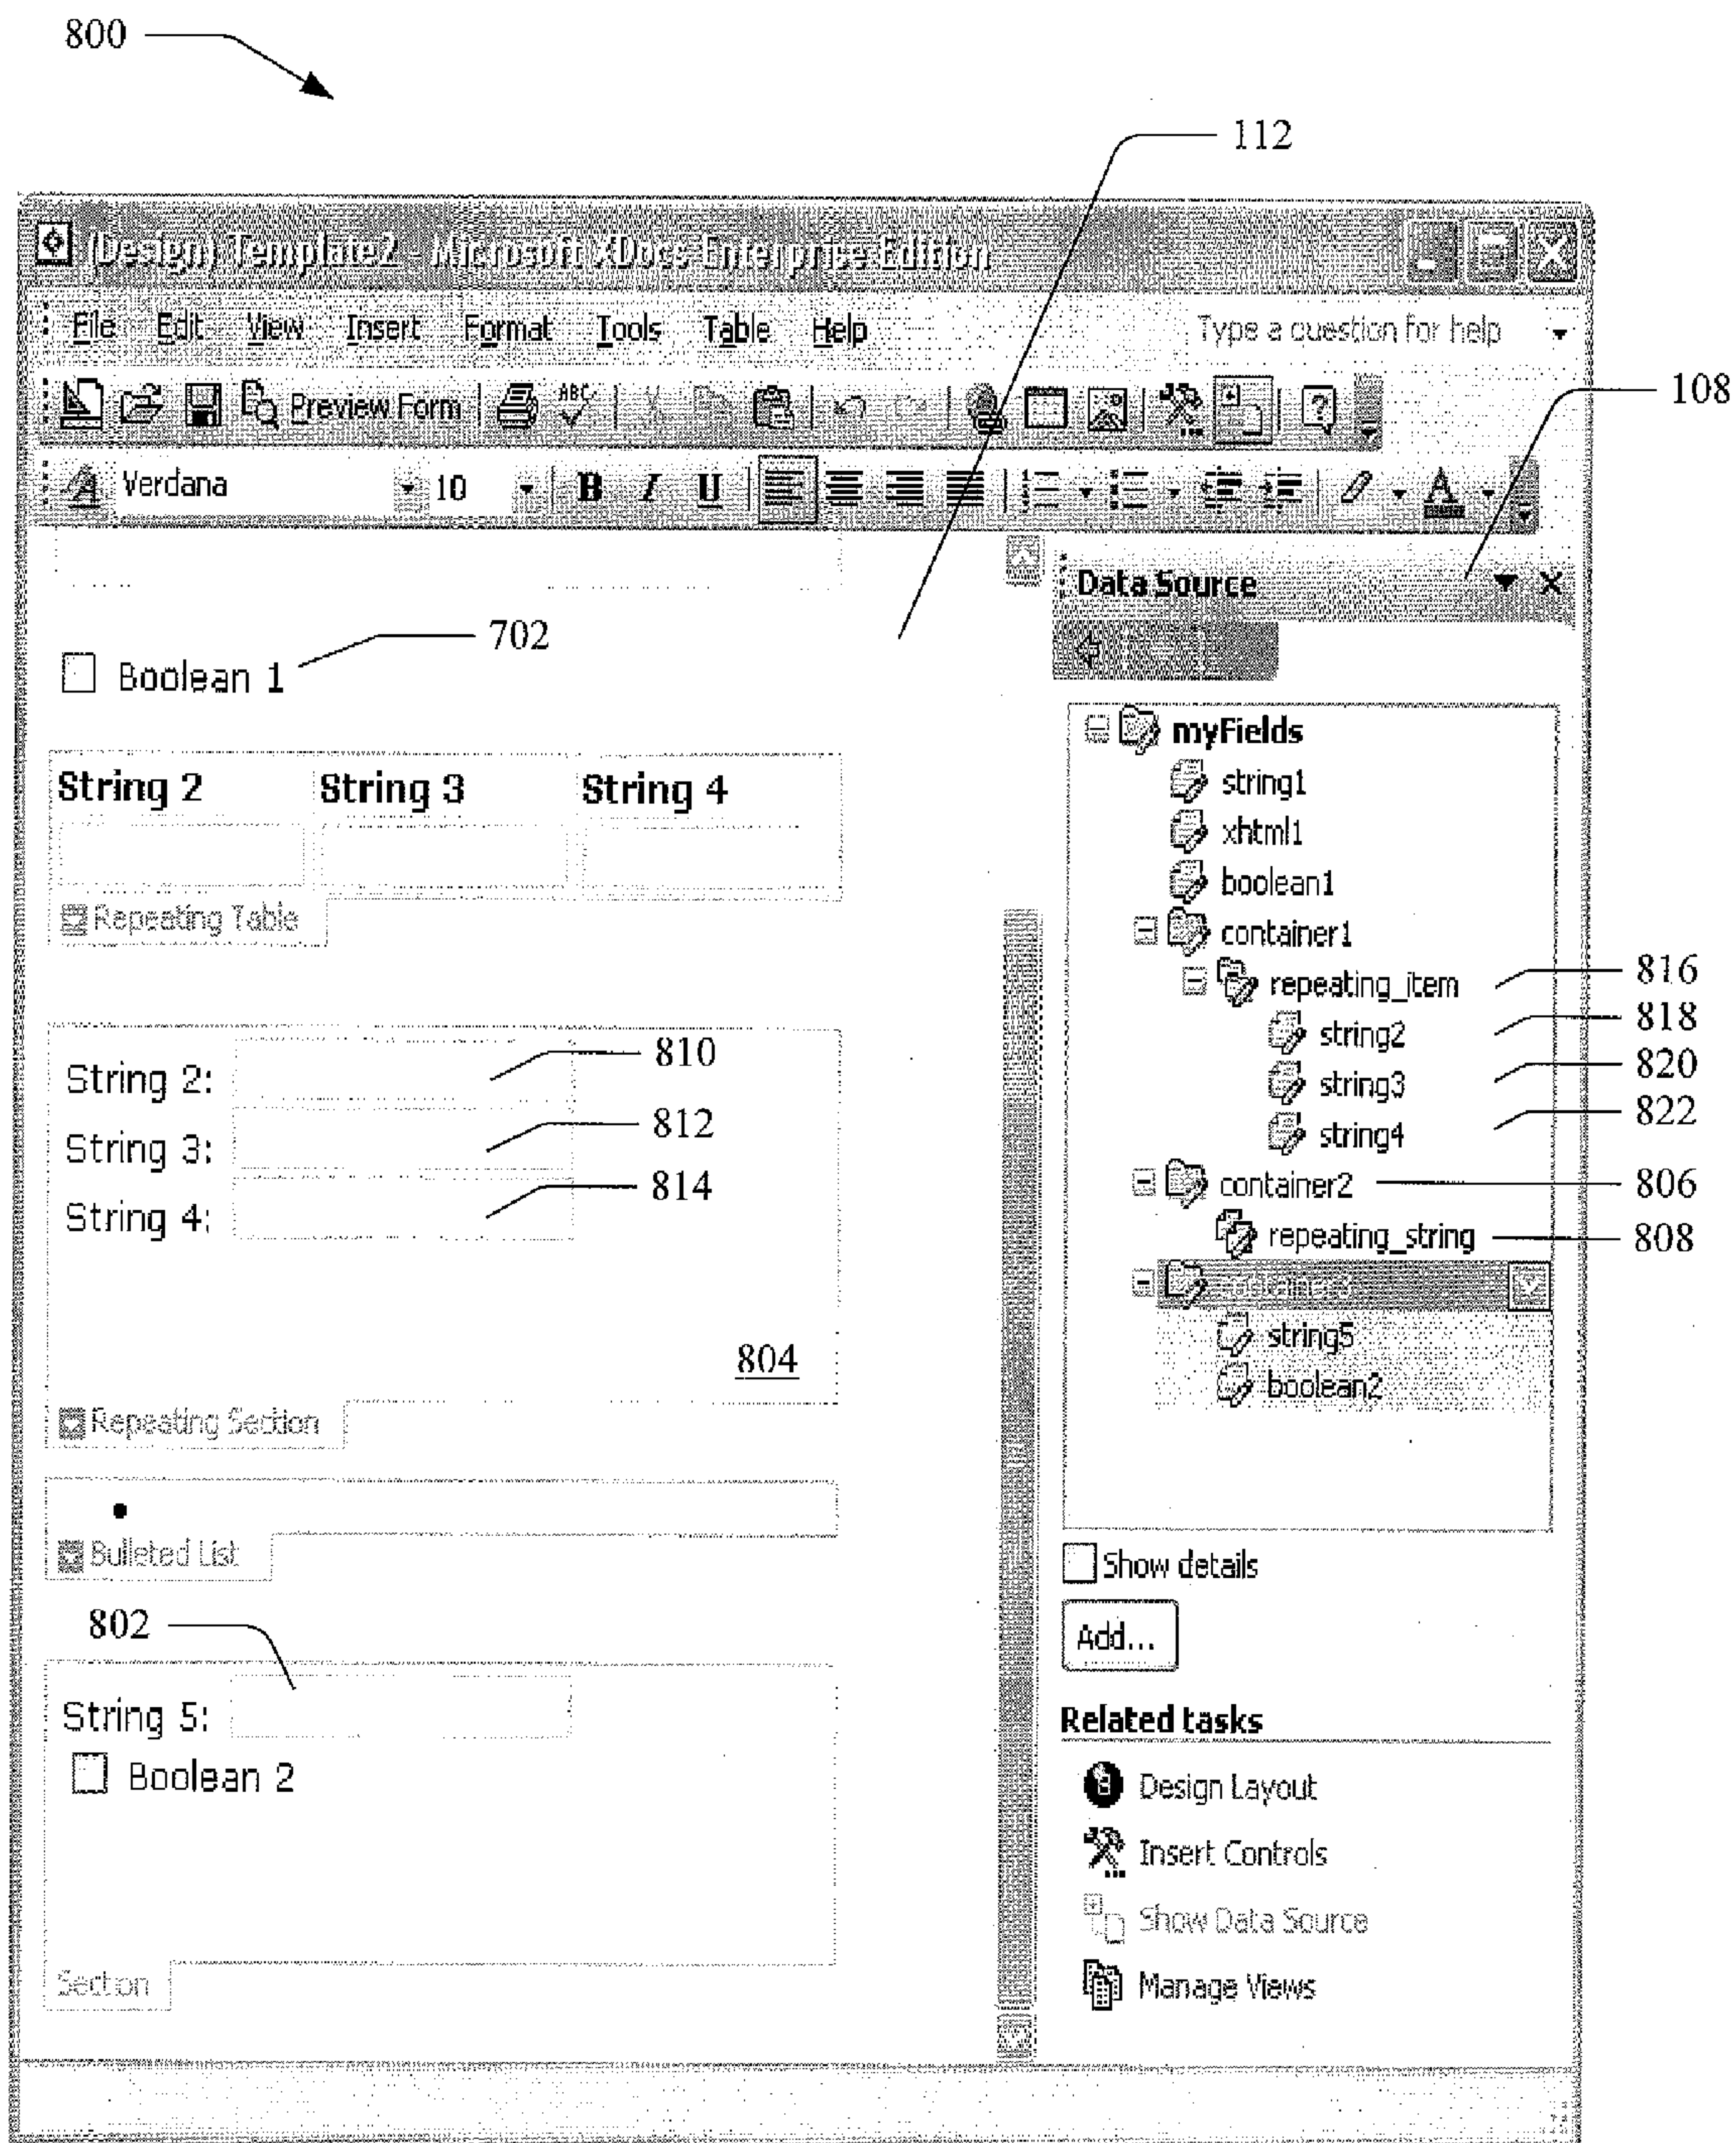 800
112
(Design) Template2 - Microsoft XDocs Enterprise Edition
File Edit View Insert Format Tools Table Help Type a question for help
Preview Form ABC 108
Verdana 10 B I U A
Data Source
702
Boolean 1
String 2 String 3 String 4
Repeating Table
String 2: 810
String 3: 812
String 4: 814
804
Repeating Section
Bulleted List
802
String 5:
Boolean 2
Section
myFields
string1
xhtml1
boolean1
container1
repeating_item 816
string2 818
string3 820
string4 822
container2 806
repeating_string 808
container3
string5
boolean2
Show details
Add...
Related tasks
Design Layout
Insert Controls
Show Data Source
Manage Views